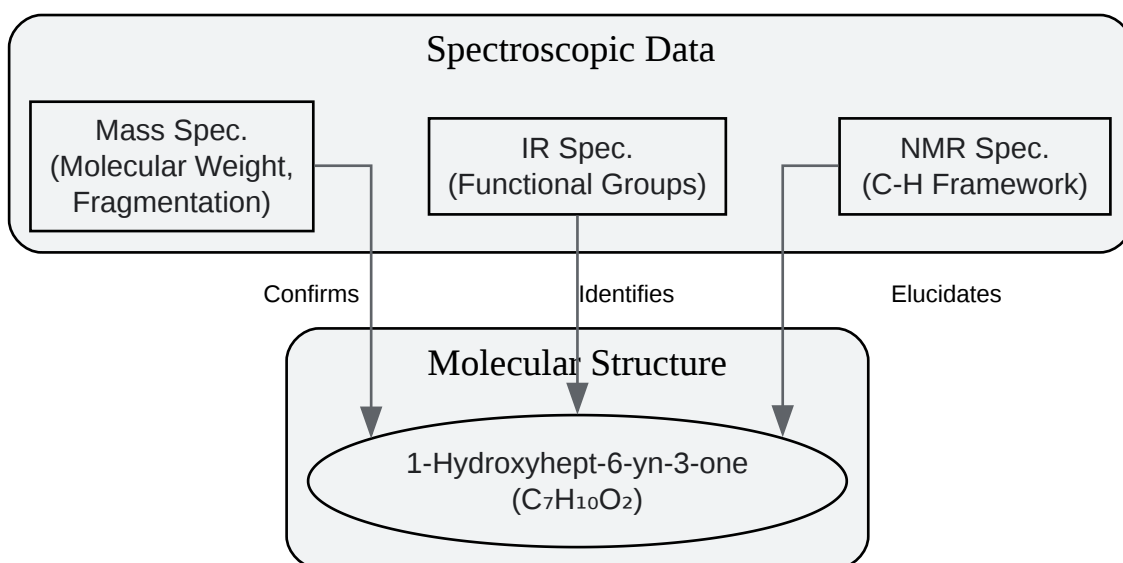 Spectroscopic Data
Mass Spec.
(Molecular Weight,
Fragmentation)
IR Spec.
(Functional Groups)
NMR Spec.
(C-H Framework)
Confirms
Identifies
Elucidates
Molecular Structure
1-Hydroxyhept-6-yn-3-one
(C₇H₁₀O₂)